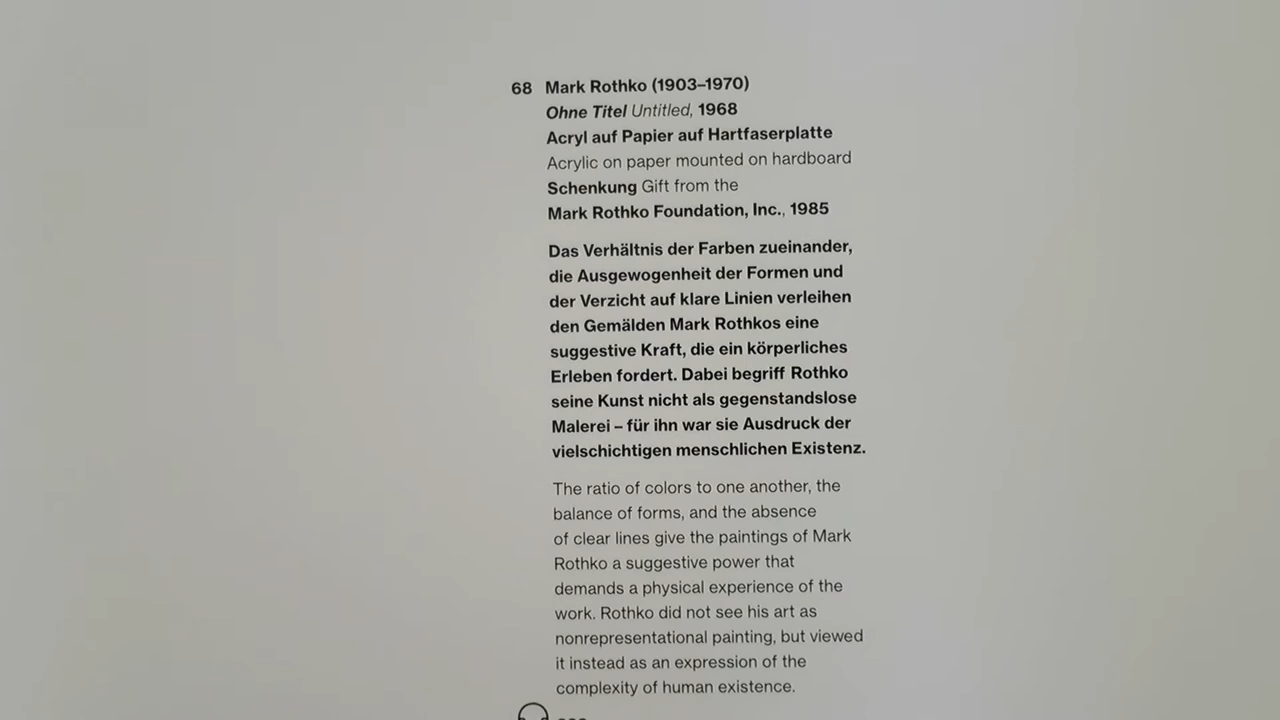 68 Mark Rothko (1903–1970)
Ohne Titel Untitled, 1968
Acryl auf Papier auf Hartfaserplatte
Acrylic on paper mounted on hardboard
Schenkung Gift from the
Mark Rothko Foundation, Inc., 1985
Das Verhältnis der Farben zueinander,
die Ausgewogenheit der Formen und
der Verzicht auf klare Linien verleihen
den Gemälden Mark Rothkos eine
suggestive Kraft, die ein körperliches
Erleben fordert. Dabei begriff Rothko
seine Kunst nicht als gegenstandslose
Malerei – für ihn war sie Ausdruck der
vielschichtigen menschlichen Existenz.
The ratio of colors to one another, the
balance of forms, and the absence
of clear lines give the paintings of Mark
Rothko a suggestive power that
demands a physical experience of the
work. Rothko did not see his art as
nonrepresentational painting, but viewed
it instead as an expression of the
complexity of human existence.